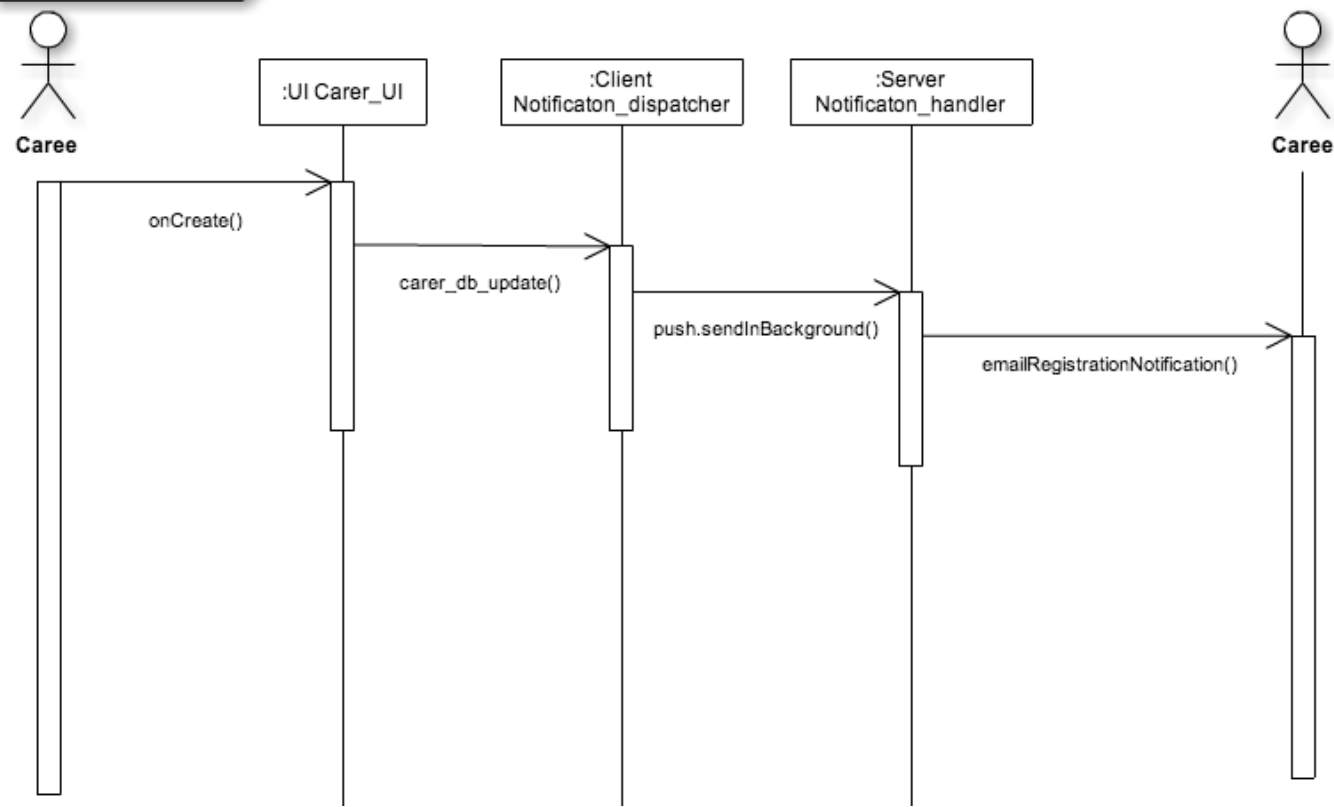 :UI Carer_UI
:Client
Notificaton_dispatcher
:Server
Notificaton_handler
Caree
Caree
onCreate()
carer_db_update()
push.sendInBackground()
emailRegistrationNotification()